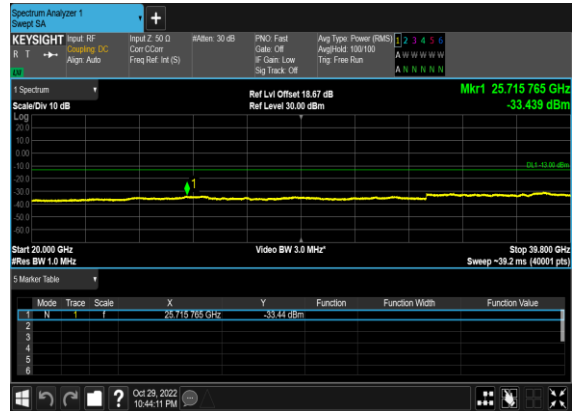 Spectrum Analyzer 1
Swept SA
+
KEYSIGHT Input: RF Input Z: 50 Ω #Atten: 30 dB PNO: Fast Avg Type: Power (RMS) 1 2 3 4 5 6
R T Coupling: DC Corr CCorr Gate: Off Avg|Hold: 100/100 A W W W W W
Align: Auto Freq Ref: Int (S) IF Gain: Low Trig: Free Run
LW Sig Track: Off A N N N N N
1 Spectrum Ref Lvl Offset 18.67 dB Mkr1 25.715 765 GHz
Scale/Div 10 dB Ref Level 30.00 dBm -33.439 dBm
Log
20.0
10.0
0.00
-10.0
DL1 -13.00 dBm
-20.0
1
-30.0
-40.0
-50.0
-60.0
Start 20.000 GHz Video BW 3.0 MHz* Stop 39.800 GHz
#Res BW 1.0 MHz Sweep ~39.2 ms (40001 pts)
5 Marker Table
Mode Trace Scale X Y Function Function Width Function Value
1 N 1 f 25.715 765 GHz -33.44 dBm
2
3
4
5
6
? Oct 29, 2022
10:44:11 PM